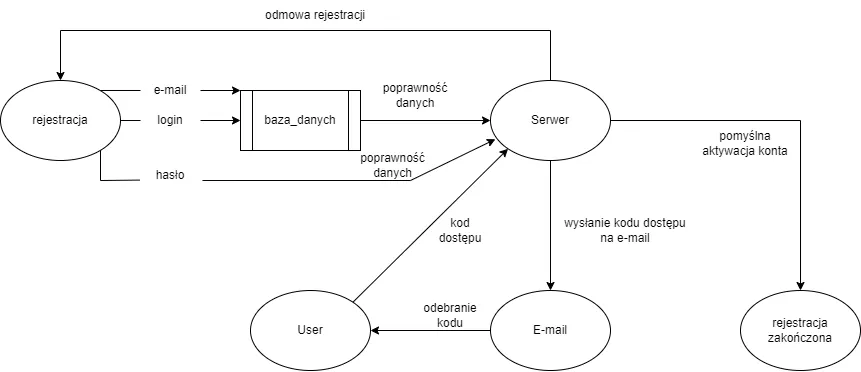 odmowa rejestracji
e-mail
poprawność
danych
rejestracja
login
baza_danych
Serwer
pomyślna
aktywacja konta
poprawność
danych
hasło
kod
dostępu
wysłanie kodu dostępu
na e-mail
odebranie
kodu
User
E-mail
rejestracja
zakończona